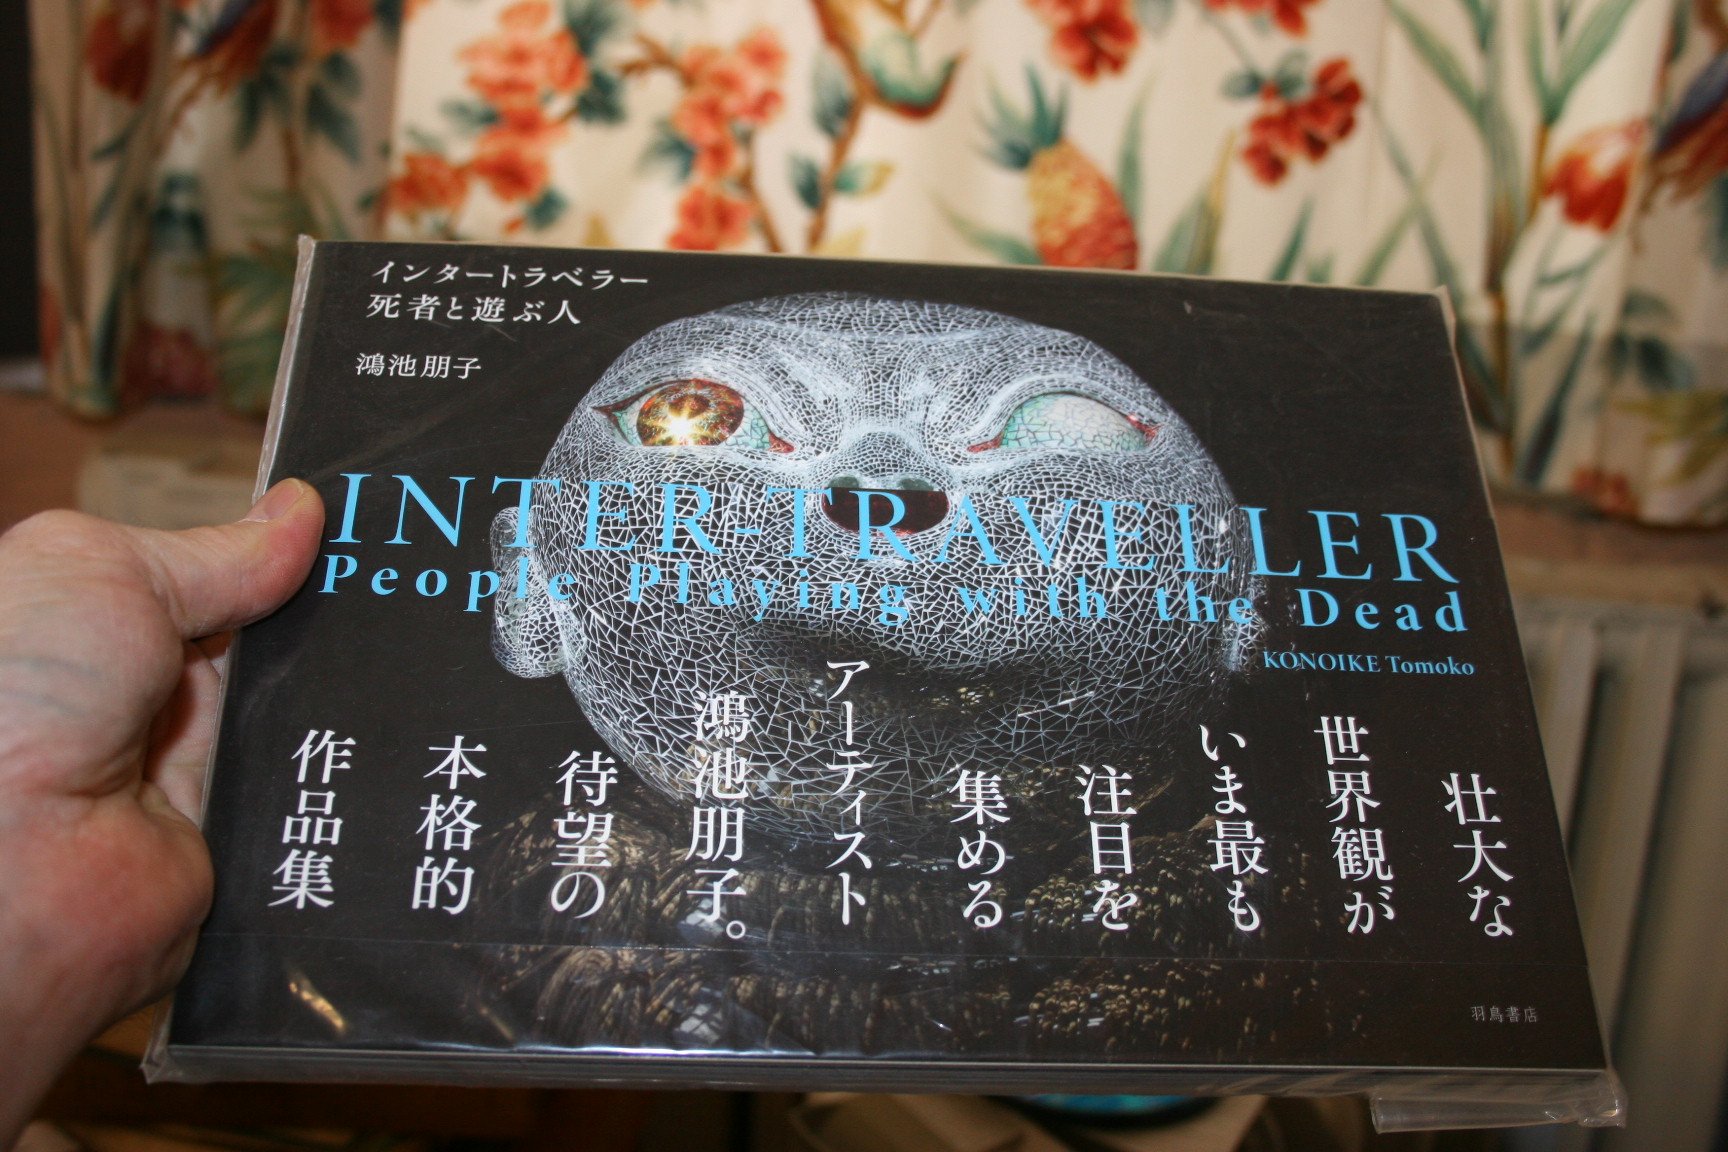 インタートラベラー
死者と遊ぶ人
鴻池朋子
INTER-TRAVELLER
People Playing with the Dead
KONOIKE Tomoko
壮大な
世界観が
いま最も
注目を
集める
アーティスト
鴻池朋子。
待望の
本格的
作品集
羽鳥書店